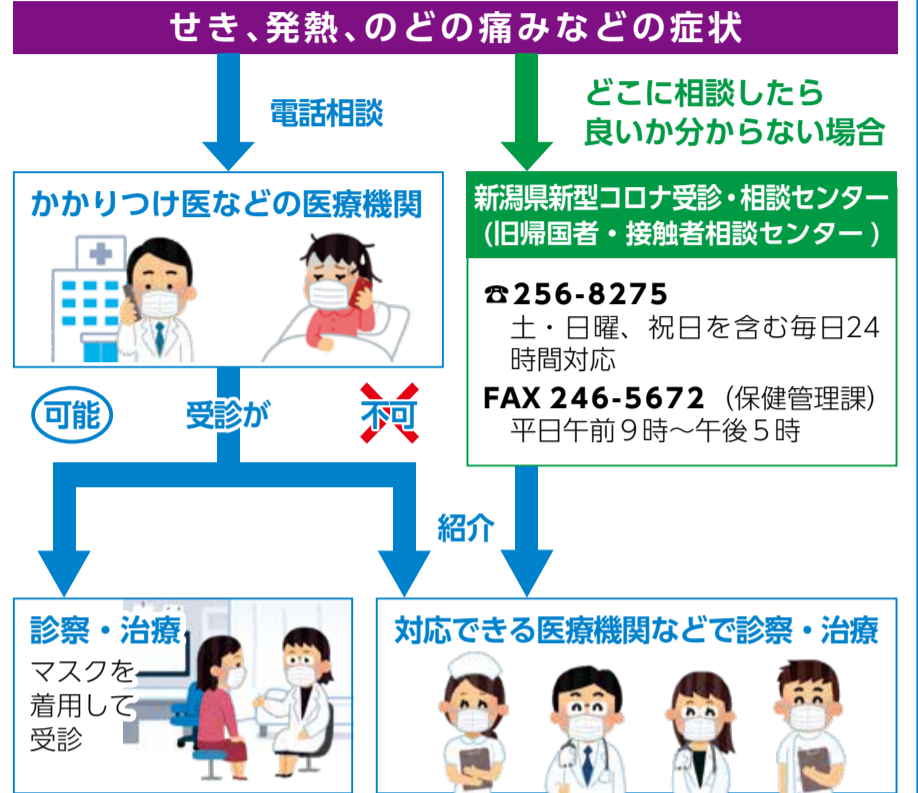 せき、発熱、のどの痛みなどの症状
電話相談
どこに相談したら
良いか分からない場合
かかりつけ医などの医療機関
新潟県新型コロナ受診・相談センター
(旧帰国者・接触者相談センター)
☎256-8275
土・日曜、祝日を含む毎日24
時間対応
FAX 246-5672 (保健管理課)
平日午前9時~午後5時
可能 受診が 不可
紹介
診察・治療
マスクを
着用して
受診
対応できる医療機関などで診察・治療